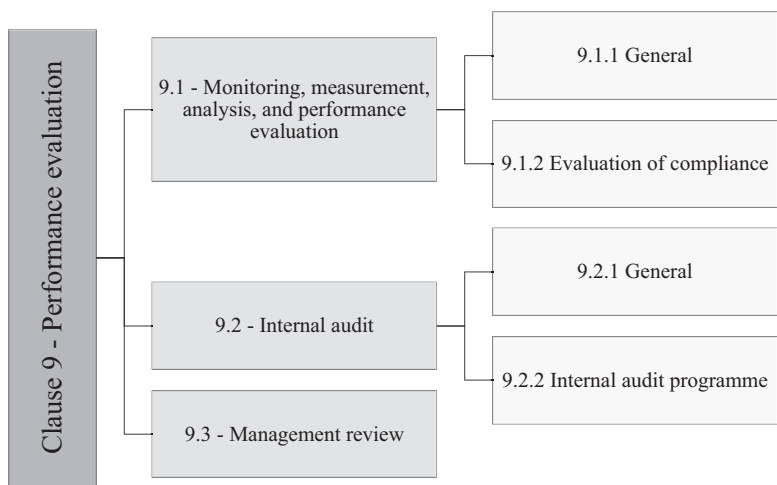 Clause 9 - Performance evaluation
9.1 - Monitoring, measurement,
analysis, and performance
evaluation
9.1.1 General
9.1.2 Evaluation of compliance
9.2 - Internal audit
9.2.1 General
9.2.2 Internal audit programme
9.3 - Management review